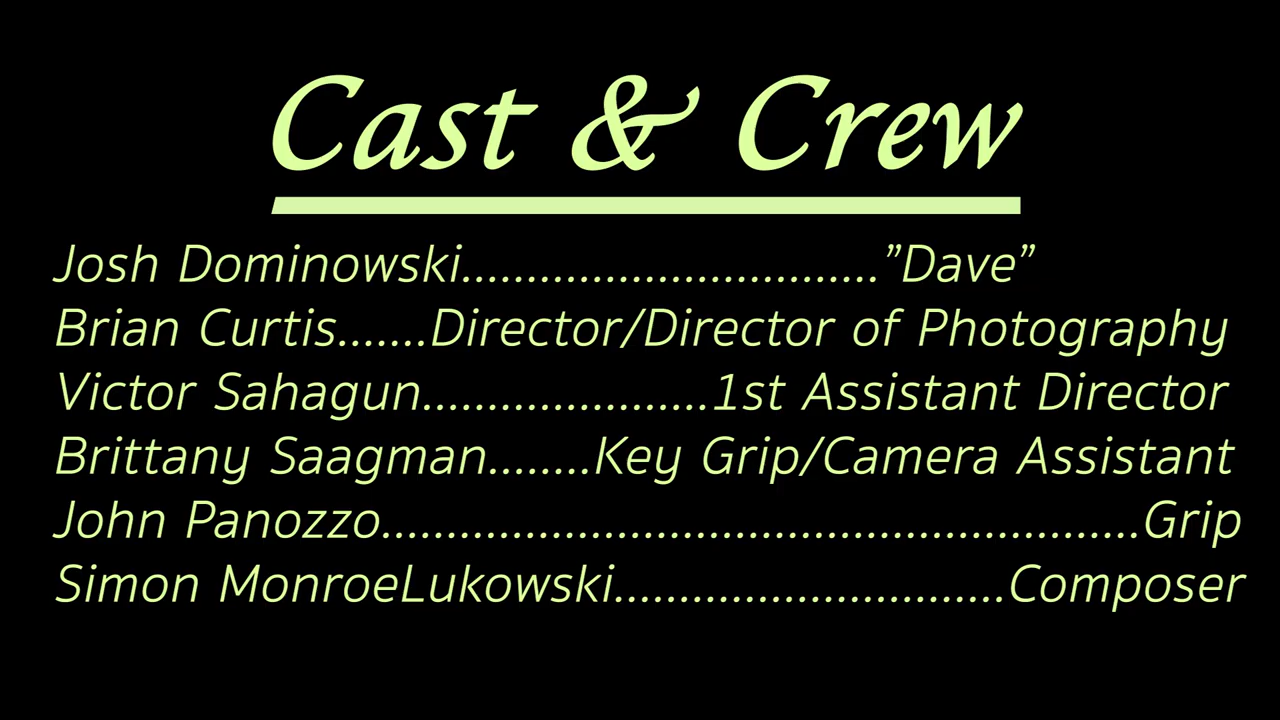 Cast & Crew
Josh Dominowski................................"Dave"
Brian Curtis.......Director/Director of Photography
Victor Sahagun......................1st Assistant Director
Brittany Saagman........Key Grip/Camera Assistant
John Panozzo..........................................................Grip
Simon MonroeLukowski..............................Composer